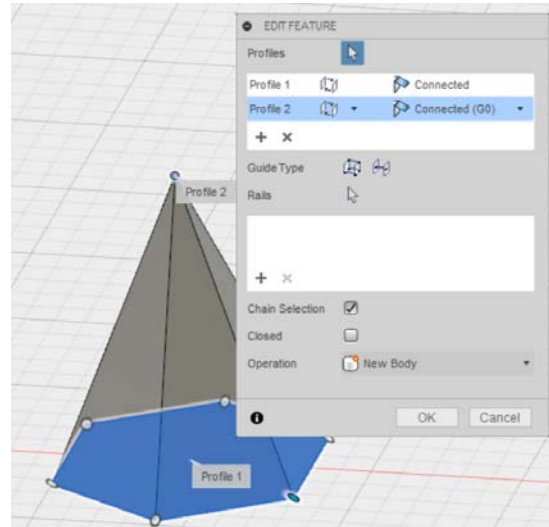 EDIT FEATURE
Profiles
Profile 1 Connected
Profile 2 Connected (G0)
Guide Type
Rails
Chain Selection
Closed
Operation New Body
OK Cancel
Profile 2
Profile 1